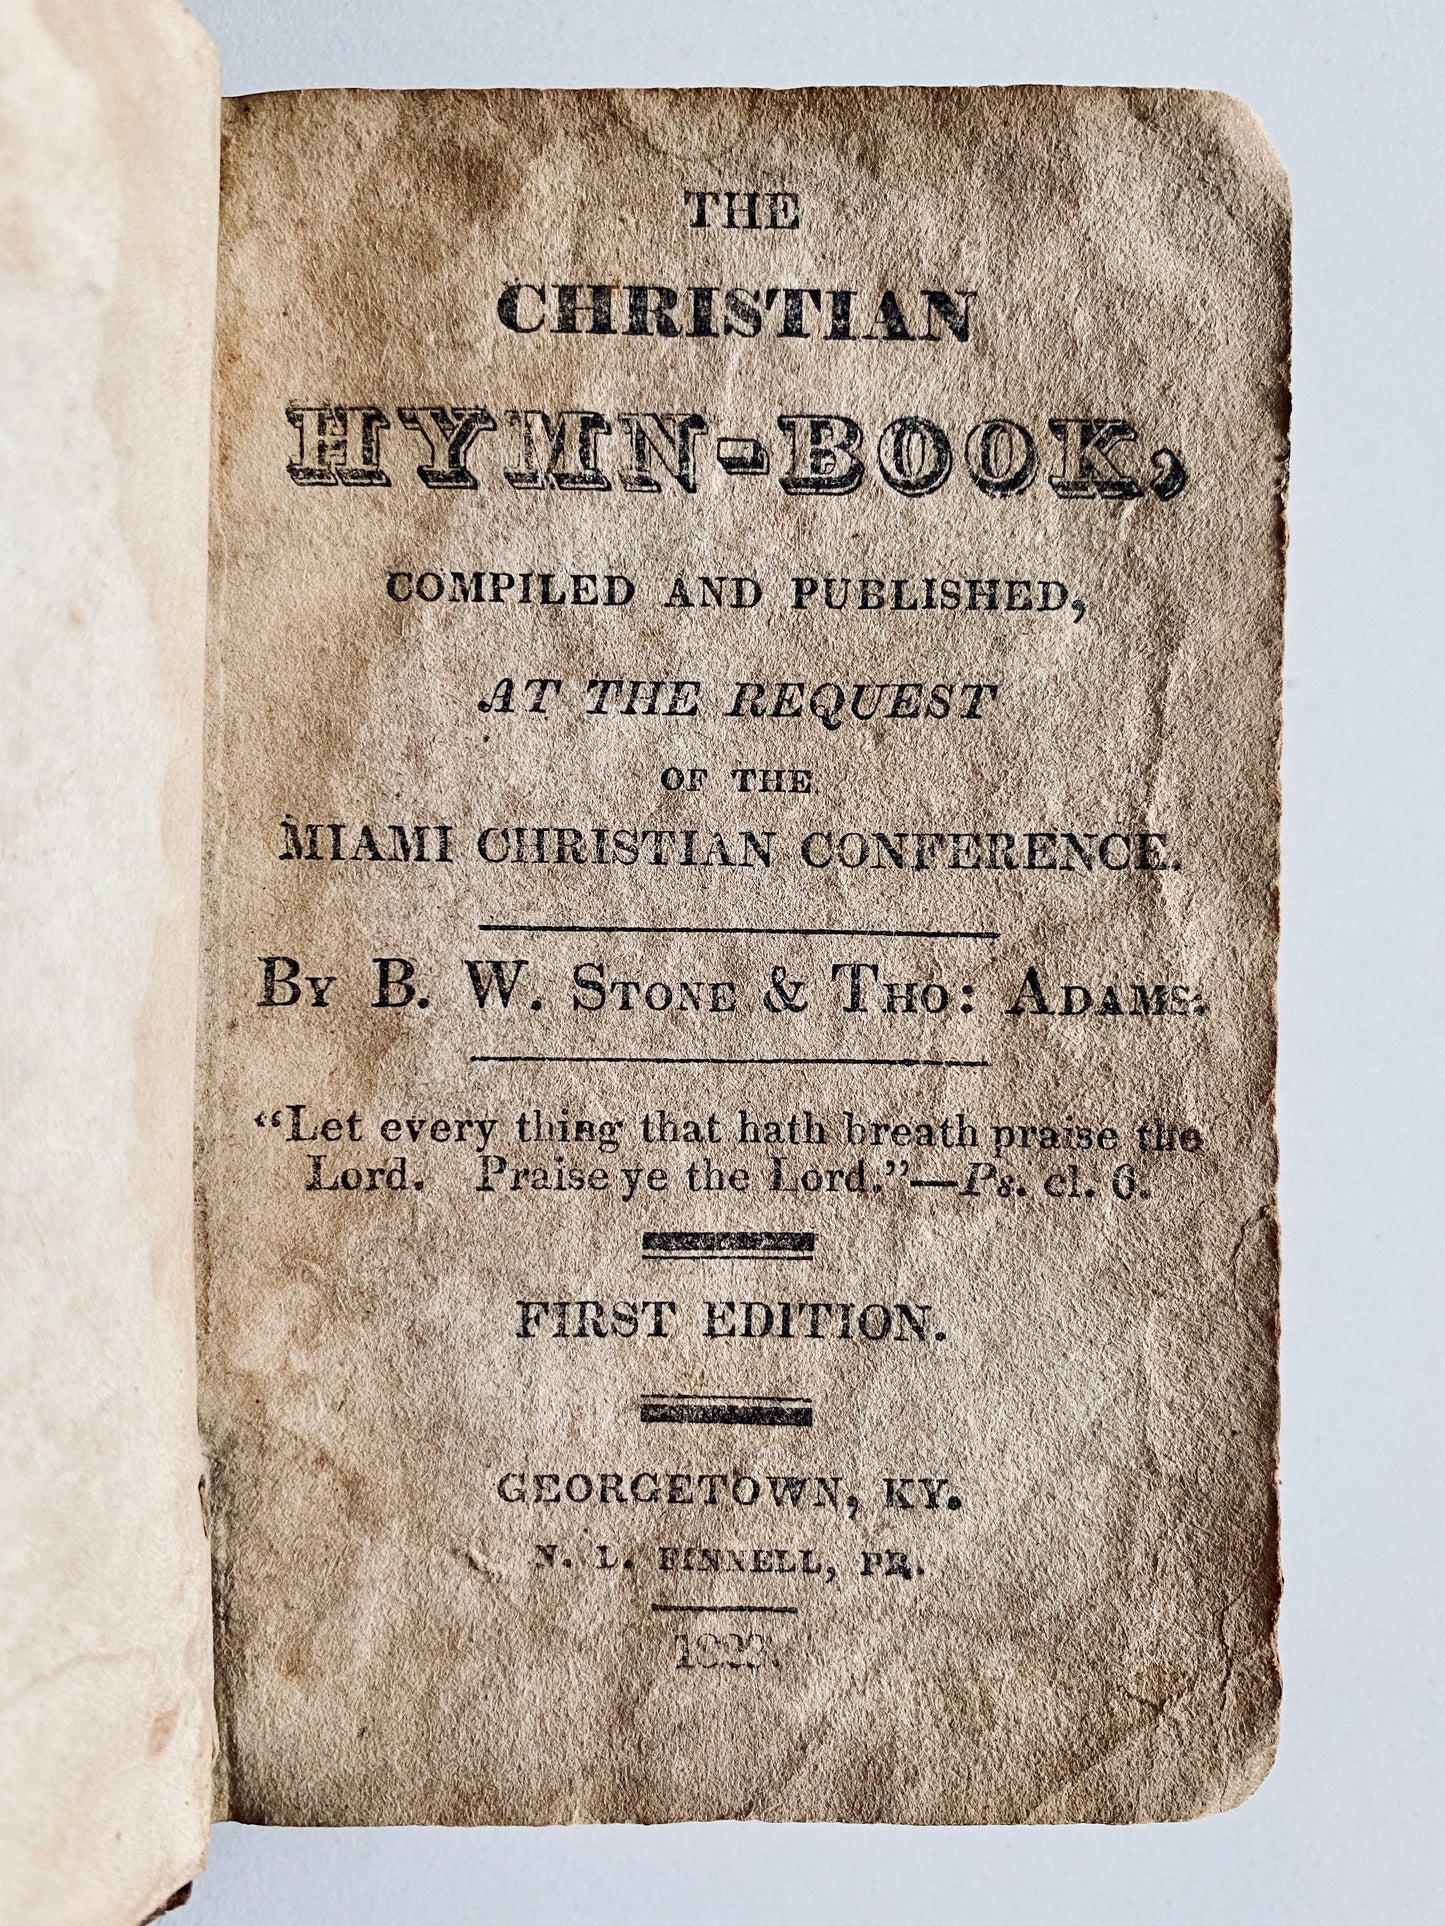 THE
CHRISTIAN
HYMN-BOOK,
COMPILED AND PUBLISHED,
AT THE REQUEST
OF THE
MIAMI CHRISTIAN CONFERENCE.
BY B. W. STONE & THO: ADAMS.
"Let every thing that hath breath praise the
Lord. Praise ye the Lord."—Ps. cl. 6.
FIRST EDITION.
GEORGETOWN, KY.
N. L. FINNELL, PR.